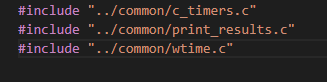 #include "../common/c_timers.c"
#include "../common/print_results.c"
#include "../common/wtime.c"